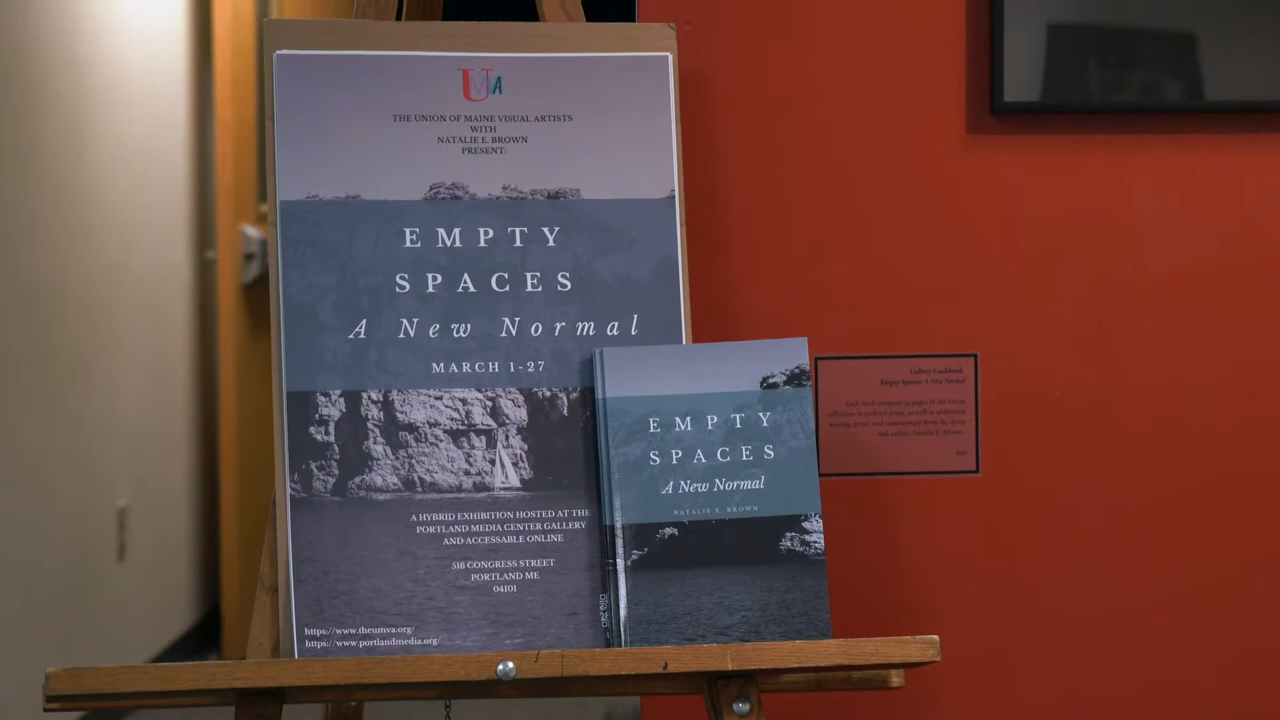 UMA
THE UNION OF MAINE VISUAL ARTISTS
WITH
NATALIE E. BROWN
PRESENT:
EMPTY
SPACES
A New Normal
MARCH 1-27
A HYBRID EXHIBITION HOSTED AT THE
PORTLAND MEDIA CENTER GALLERY
AND ACCESSABLE ONLINE
516 CONGRESS STREET
PORTLAND ME
04101
https://www.theumva.org/
https://www.portlandmedia.org/
EMPTY
SPACES
A New Normal
NATALIE E. BROWN
Gallery Lookbook
Empty Spaces: A New Normal